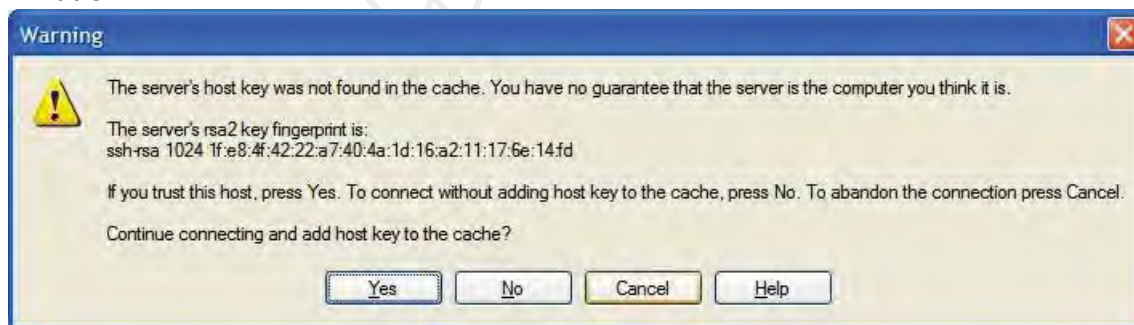 Warning
The server's host key was not found in the cache. You have no guarantee that the server is the computer you think it is.
The server's rsa2 key fingerprint is:
ssh-rsa 1024 1f:e8:4f:42:22:a7:40:4a:1d:16:a2:11:17:6e:14:fd
If you trust this host, press Yes. To connect without adding host key to the cache, press No. To abandon the connection press Cancel.
Continue connecting and add host key to the cache?
Yes No Cancel Help